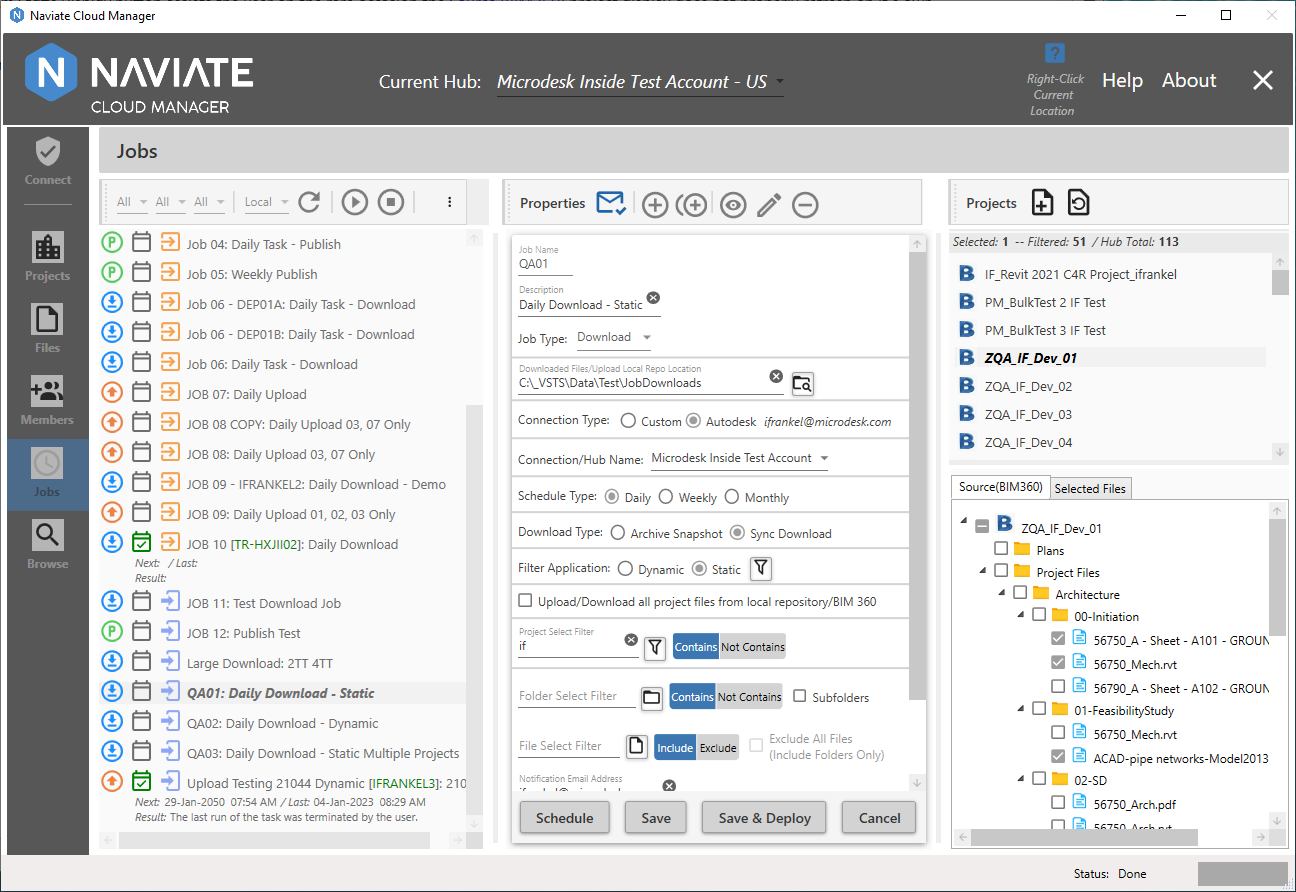 Naviate Cloud Manager
NAVIATE
CLOUD MANAGER
Current Hub: Microdesk Inside Test Account - US
?
Right-Click
Current
Location
Help
About
Connect
Projects
Files
Members
Jobs
Browse
Jobs
All
All
All
Local
P Job 04: Daily Task - Publish
P Job 05: Weekly Publish
Job 06 - DEP01A: Daily Task - Download
Job 06 - DEP01B: Daily Task - Download
Job 06: Daily Task - Download
JOB 07: Daily Upload
JOB 08 COPY: Daily Upload 03, 07 Only
JOB 08: Daily Upload 03, 07 Only
JOB 09 - IFRANKEL2: Daily Download - Demo
JOB 09: Daily Upload 01, 02, 03 Only
JOB 10 [TR-HXJII02]: Daily Download
Next: / Last:
Result:
JOB 11: Test Download Job
P JOB 12: Publish Test
Large Download: 2TT 4TT
QA01: Daily Download - Static
QA02: Daily Download - Dynamic
QA03: Daily Download - Static Multiple Projects
Upload Testing 21044 Dynamic [IFRANKEL3]: 210
Next: 29-Jan-2050 07:54 AM / Last: 04-Jan-2023 08:29 AM
Result: The last run of the task was terminated by the user.
Properties
Job Name
QA01
Description
Daily Download - Static
Job Type: Download
Downloaded Files/Upload Local Repo Location
C:\_VSTS\Data\Test\JobDownloads
Connection Type: Custom Autodesk ifrankel@microdesk.com
Connection/Hub Name: Microdesk Inside Test Account
Schedule Type: Daily Weekly Monthly
Download Type: Archive Snapshot Sync Download
Filter Application: Dynamic Static
Upload/Download all project files from local repository/BIM 360
Project Select Filter
if
Contains Not Contains
Folder Select Filter Contains Not Contains Subfolders
File Select Filter Include Exclude Exclude All Files
(Include Folders Only)
Notification Email Address
Schedule
Save
Save & Deploy
Cancel
Projects
Selected: 1 -- Filtered: 51 / Hub Total: 113
B IF_Revit 2021 C4R Project_ifrankel
B PM_BulkTest 2 IF Test
B PM_BulkTest 3 IF Test
B ZQA_IF_Dev_01
B ZQA_IF_Dev_02
B ZQA_IF_Dev_03
B ZQA_IF_Dev_04
Source(BIM360) Selected Files
B ZQA_IF_Dev_01
Plans
Project Files
Architecture
00-Initiation
56750_A - Sheet - A101 - GROUN
56750_Mech.rvt
56790_A - Sheet - A102 - GROUN
01-FeasibilityStudy
56750_Mech.rvt
ACAD-pipe networks-Model2013
02-SD
56750_Arch.pdf
56750_Arch.rvt
Status: Done